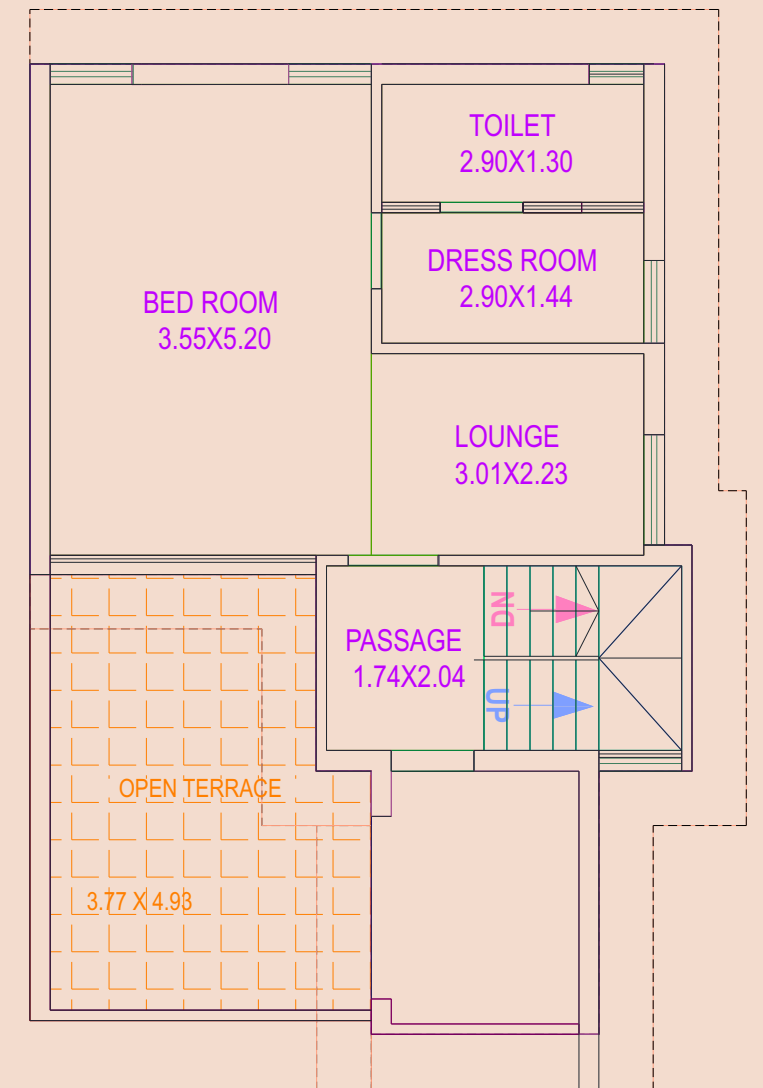 TOILET
2.90X1.30
DRESS ROOM
2.90X1.44
BED ROOM
3.55X5.20
LOUNGE
3.01X2.23
DN
PASSAGE
1.74X2.04
UP
OPEN TERRACE
3.77 X 4.93